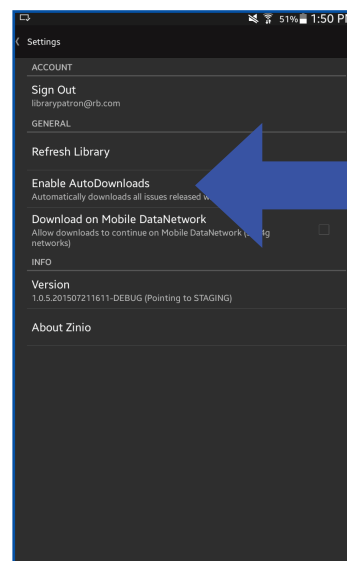 51% 1:50 PM
Settings
ACCOUNT
Sign Out
librarypatron@rb.com
GENERAL
Refresh Library
Enable AutoDownloads
Automatically downloads all issues released
Download on Mobile DataNetwork
Allow downloads to continue on Mobile DataNetwork 4g
networks)
INFO
Version
1.0.5.201507211611-DEBUG (Pointing to STAGING)
About Zinio